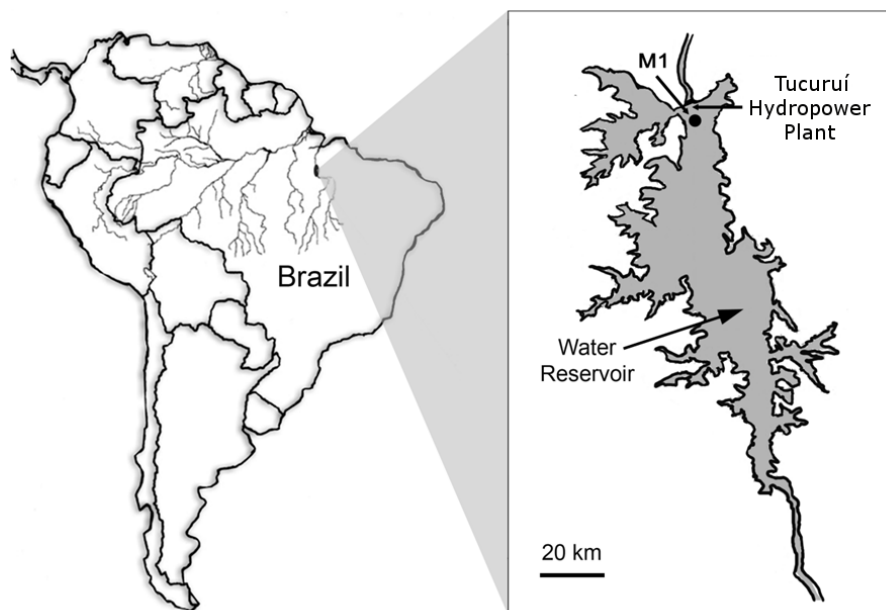 Brazil
M1
Tucuruí
Hydropower
Plant
Water
Reservoir
20 km